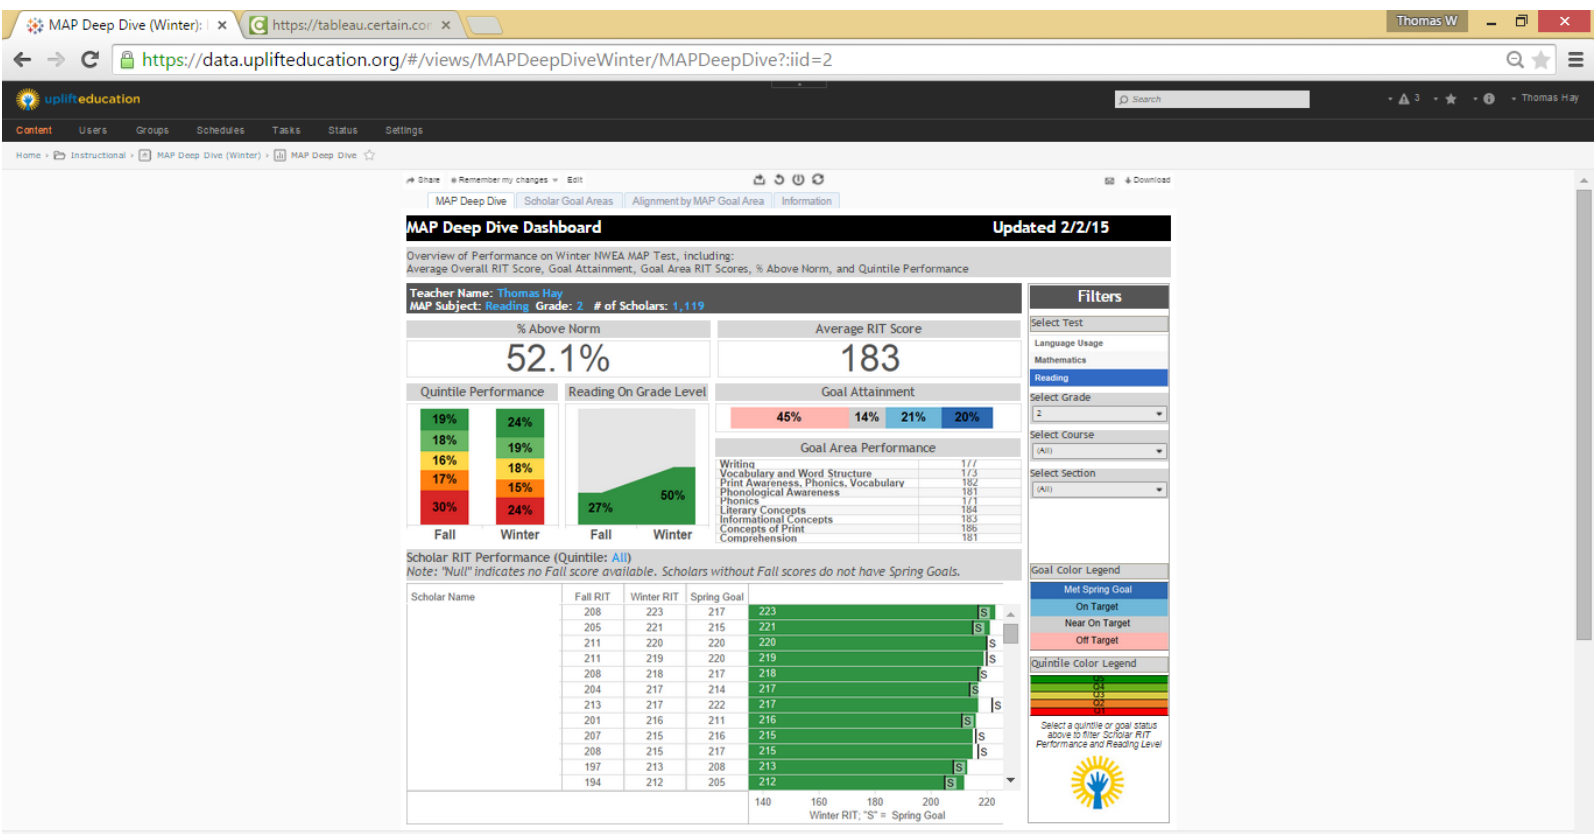 MAP Deep Dive (Winter):
https://tableau.certain.con
Thomas W
https://data.uplifteducation.org/#/views/MAPDeepDiveWinter/MAPDeepDive?:iid=2
uplifteducation
Search
3
Thomas Hay
Content Users Groups Schedules Tasks Status Settings
Home Instructional MAP Deep Dive (Winter) MAP Deep Dive
Share Remember my changes Edit
Download
MAP Deep Dive Scholar Goal Areas Alignment by MAP Goal Area Information
MAP Deep Dive Dashboard Updated 2/2/15
Overview of Performance on Winter NWEA MAP Test, including:
Average Overall RIT Score, Goal Attainment, Goal Area RIT Scores, % Above Norm, and Quintile Performance
Teacher Name: Thomas Hay
MAP Subject: Reading Grade: 2 # of Scholars: 1,119
% Above Norm
52.1%
Average RIT Score
183
Quintile Performance
19% 24%
18% 19%
16% 18%
17% 15%
30% 24%
Fall Winter
Reading On Grade Level
27% 50%
Fall Winter
Goal Attainment
45% 14% 21% 20%
Goal Area Performance
Writing 177
Vocabulary and Word Structure 173
Print Awareness, Phonics, Vocabulary 182
Phonological Awareness 181
Phonics 171
Literary Concepts 184
Informational Concepts 183
Concepts of Print 186
Comprehension 181
Scholar RIT Performance (Quintile: All)
Note: "Null" indicates no Fall score available. Scholars without Fall scores do not have Spring Goals.
Scholar Name Fall RIT Winter RIT Spring Goal
208 223 217 223 S
205 221 215 221 S
211 220 220 220 S
211 219 220 219 S
208 218 217 218 S
204 217 214 217 S
213 217 222 217 S
201 216 211 216 S
207 215 216 215 S
208 215 217 215 S
197 213 208 213 S
194 212 205 212 S
140 160 180 200 220
Winter RIT; "S" = Spring Goal
Filters
Select Test
Language Usage
Mathematics
Reading
Select Grade
2
Select Course
(All)
Select Section
(All)
Goal Color Legend
Met Spring Goal
On Target
Near On Target
Off Target
Quintile Color Legend
Q5
Q4
Q3
Q2
Q1
Select a quintile or goal status
above to filter Scholar RIT
Performance and Reading Level